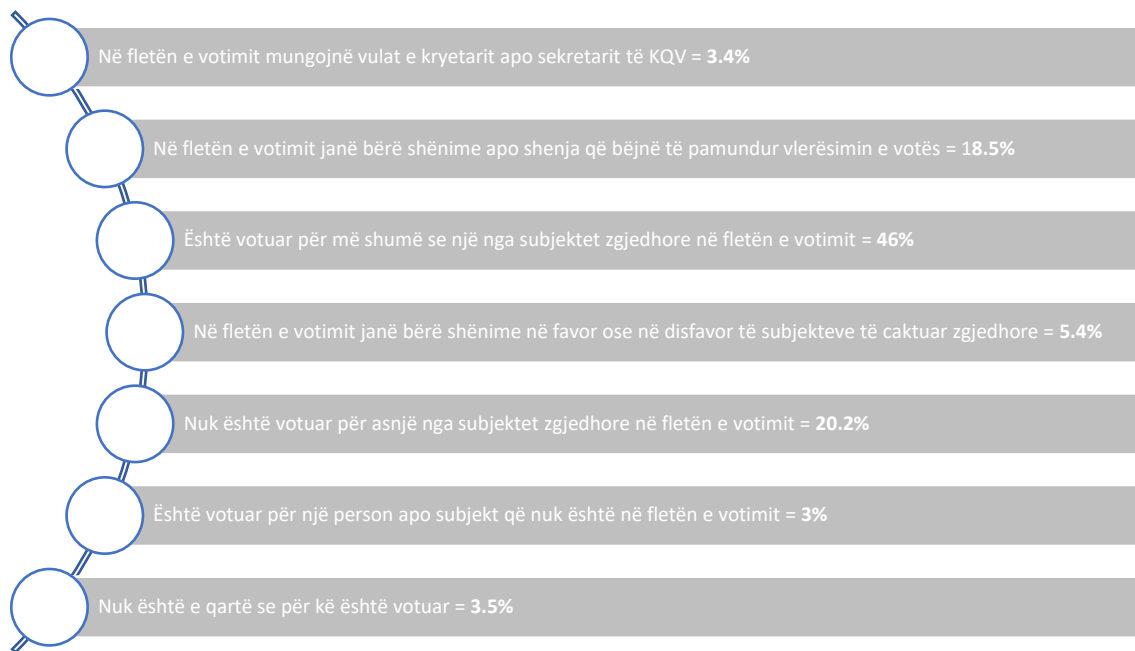 Në fletën e votimit mungojnë vulat e kryetarit apo sekretarit të KQV = 3.4%
Në fletën e votimit janë bërë shënime apo shenja që bëjnë të pamundur vlerësimin e votës = 18.5%
Është votuar për më shumë se një nga subjektet zgjedhore në fletën e votimit = 46%
Në fletën e votimit janë bërë shënime në favor ose në disfavor të subjekteve të caktuar zgjedhore = 5.4%
Nuk është votuar për asnjë nga subjektet zgjedhore në fletën e votimit = 20.2%
Është votuar për një person apo subjekt që nuk është në fletën e votimit = 3%
Nuk është e qartë se për kë është votuar = 3.5%